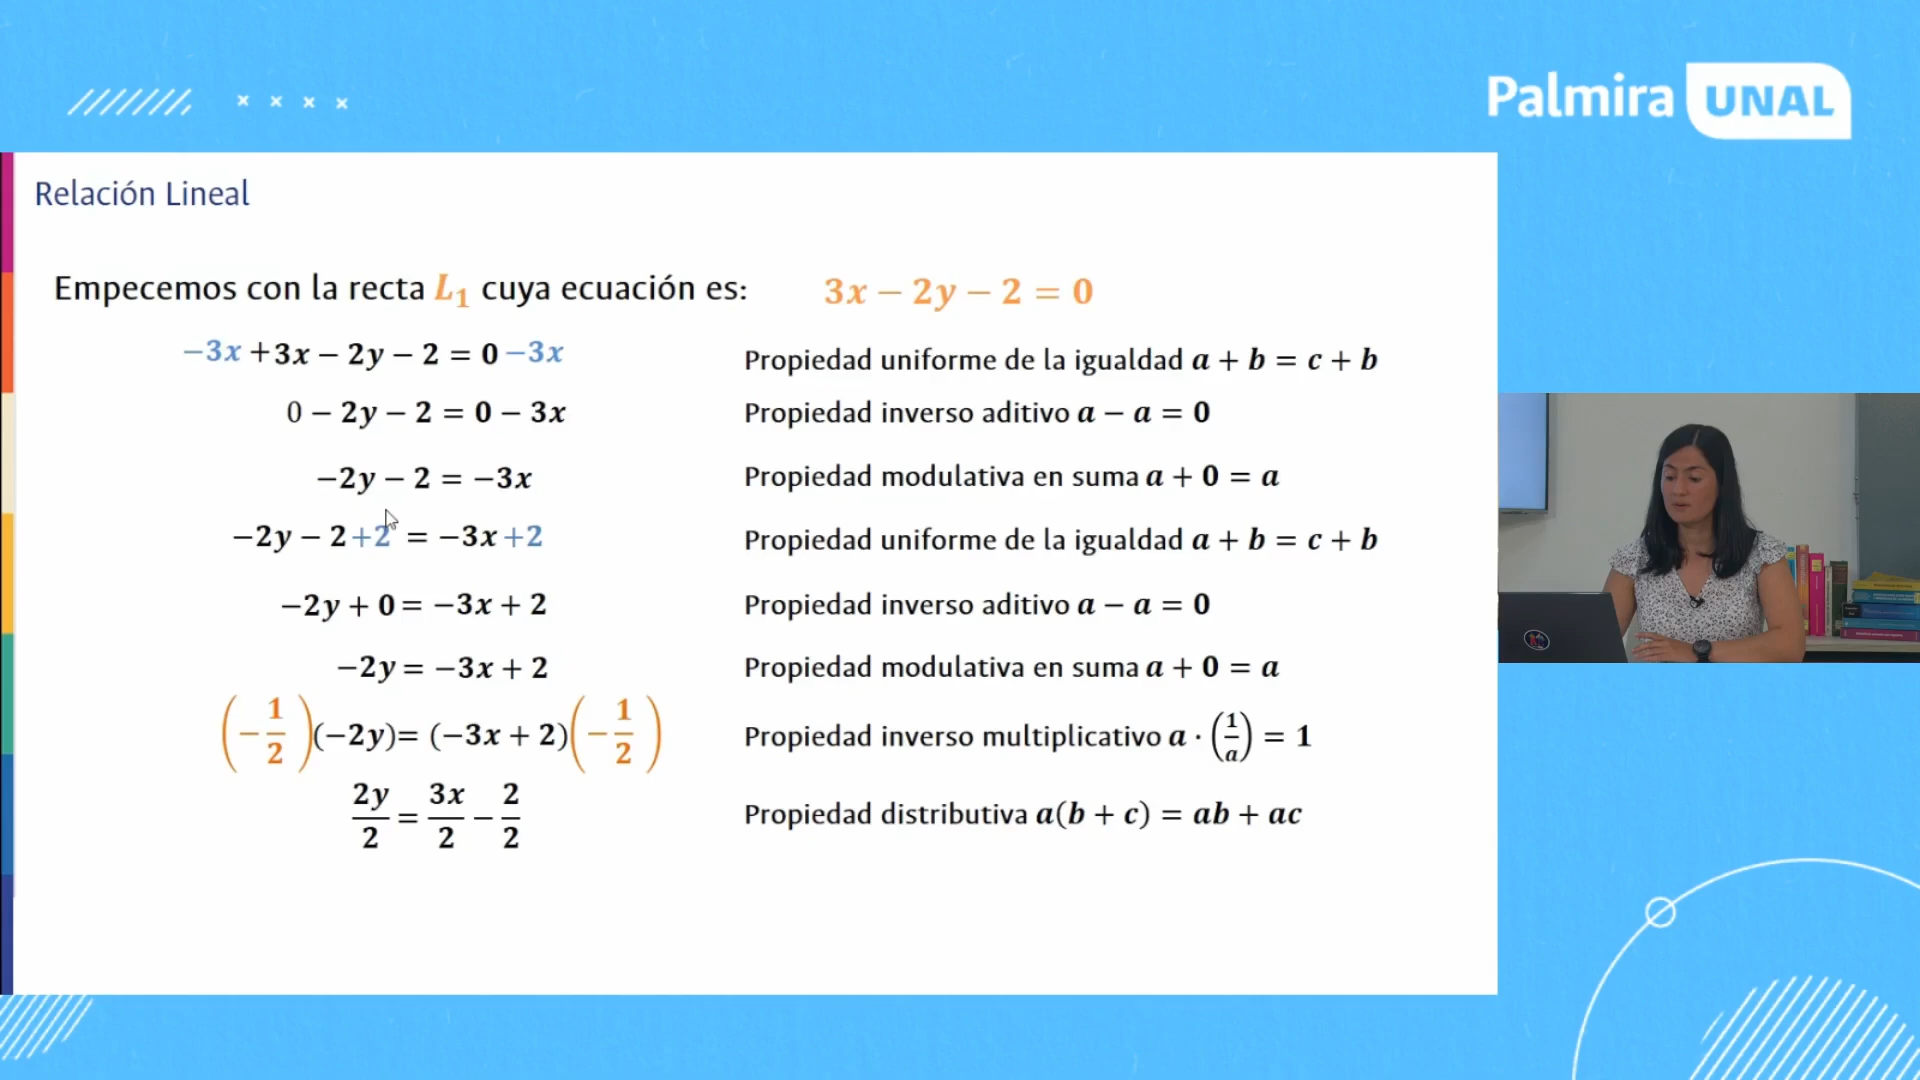 Palmira UNAL
Relación Lineal
Empecemos con la recta L₁ cuya ecuación es: 3x − 2y − 2 = 0
−3x +3x − 2y − 2 = 0 −3x Propiedad uniforme de la igualdad a + b = c + b
0 − 2y − 2 = 0 − 3x Propiedad inverso aditivo a − a = 0
−2y − 2 = −3x Propiedad modulativa en suma a + 0 = a
−2y − 2 +2 = −3x +2 Propiedad uniforme de la igualdad a + b = c + b
−2y + 0 = −3x + 2 Propiedad inverso aditivo a − a = 0
−2y = −3x + 2 Propiedad modulativa en suma a + 0 = a
(−1/2)(−2y)= (−3x + 2)(−1/2) Propiedad inverso multiplicativo a · (1/a) = 1
2y/2 = 3x/2 − 2/2 Propiedad distributiva a(b + c) = ab + ac